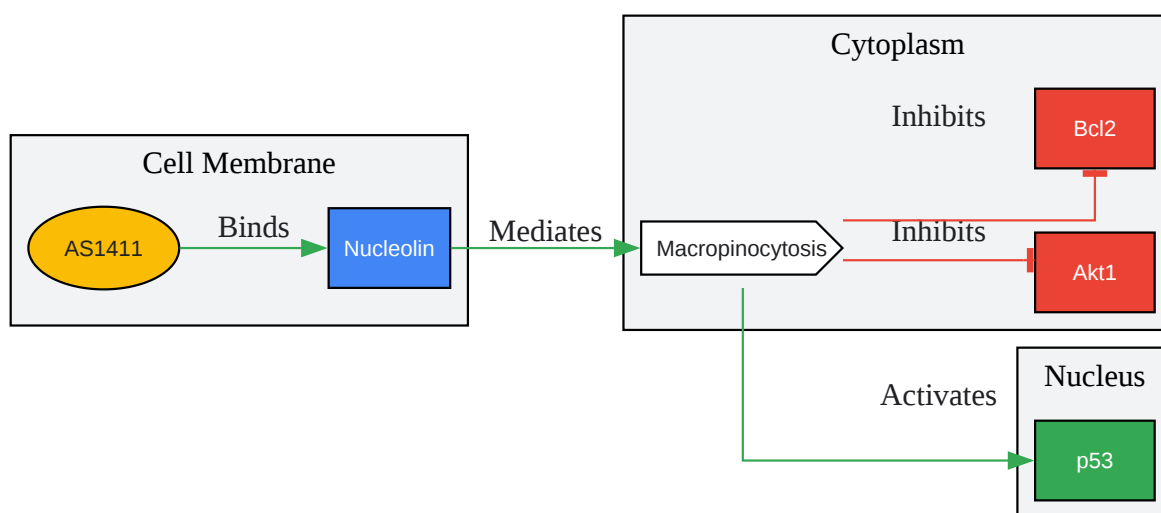 Cytoplasm
Inhibits
Bcl2
Cell Membrane
AS1411
Binds
Nucleolin
Mediates
Macropinocytosis
Inhibits
Akt1
Nucleus
Activates
p53